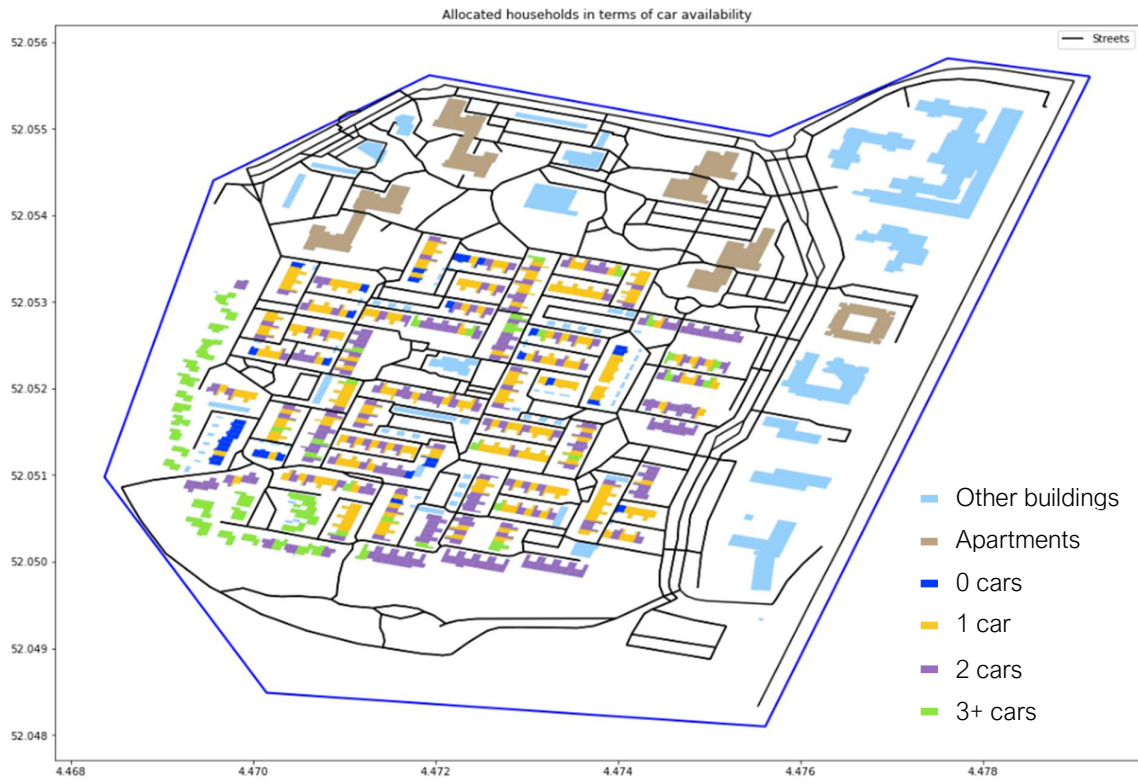 Allocated households in terms of car availability
Streets
52.056
52.055
52.054
52.053
52.052
52.051
52.050
52.049
52.048
Other buildings
Apartments
0 cars
1 car
2 cars
3+ cars
4.468 4.470 4.472 4.474 4.476 4.478